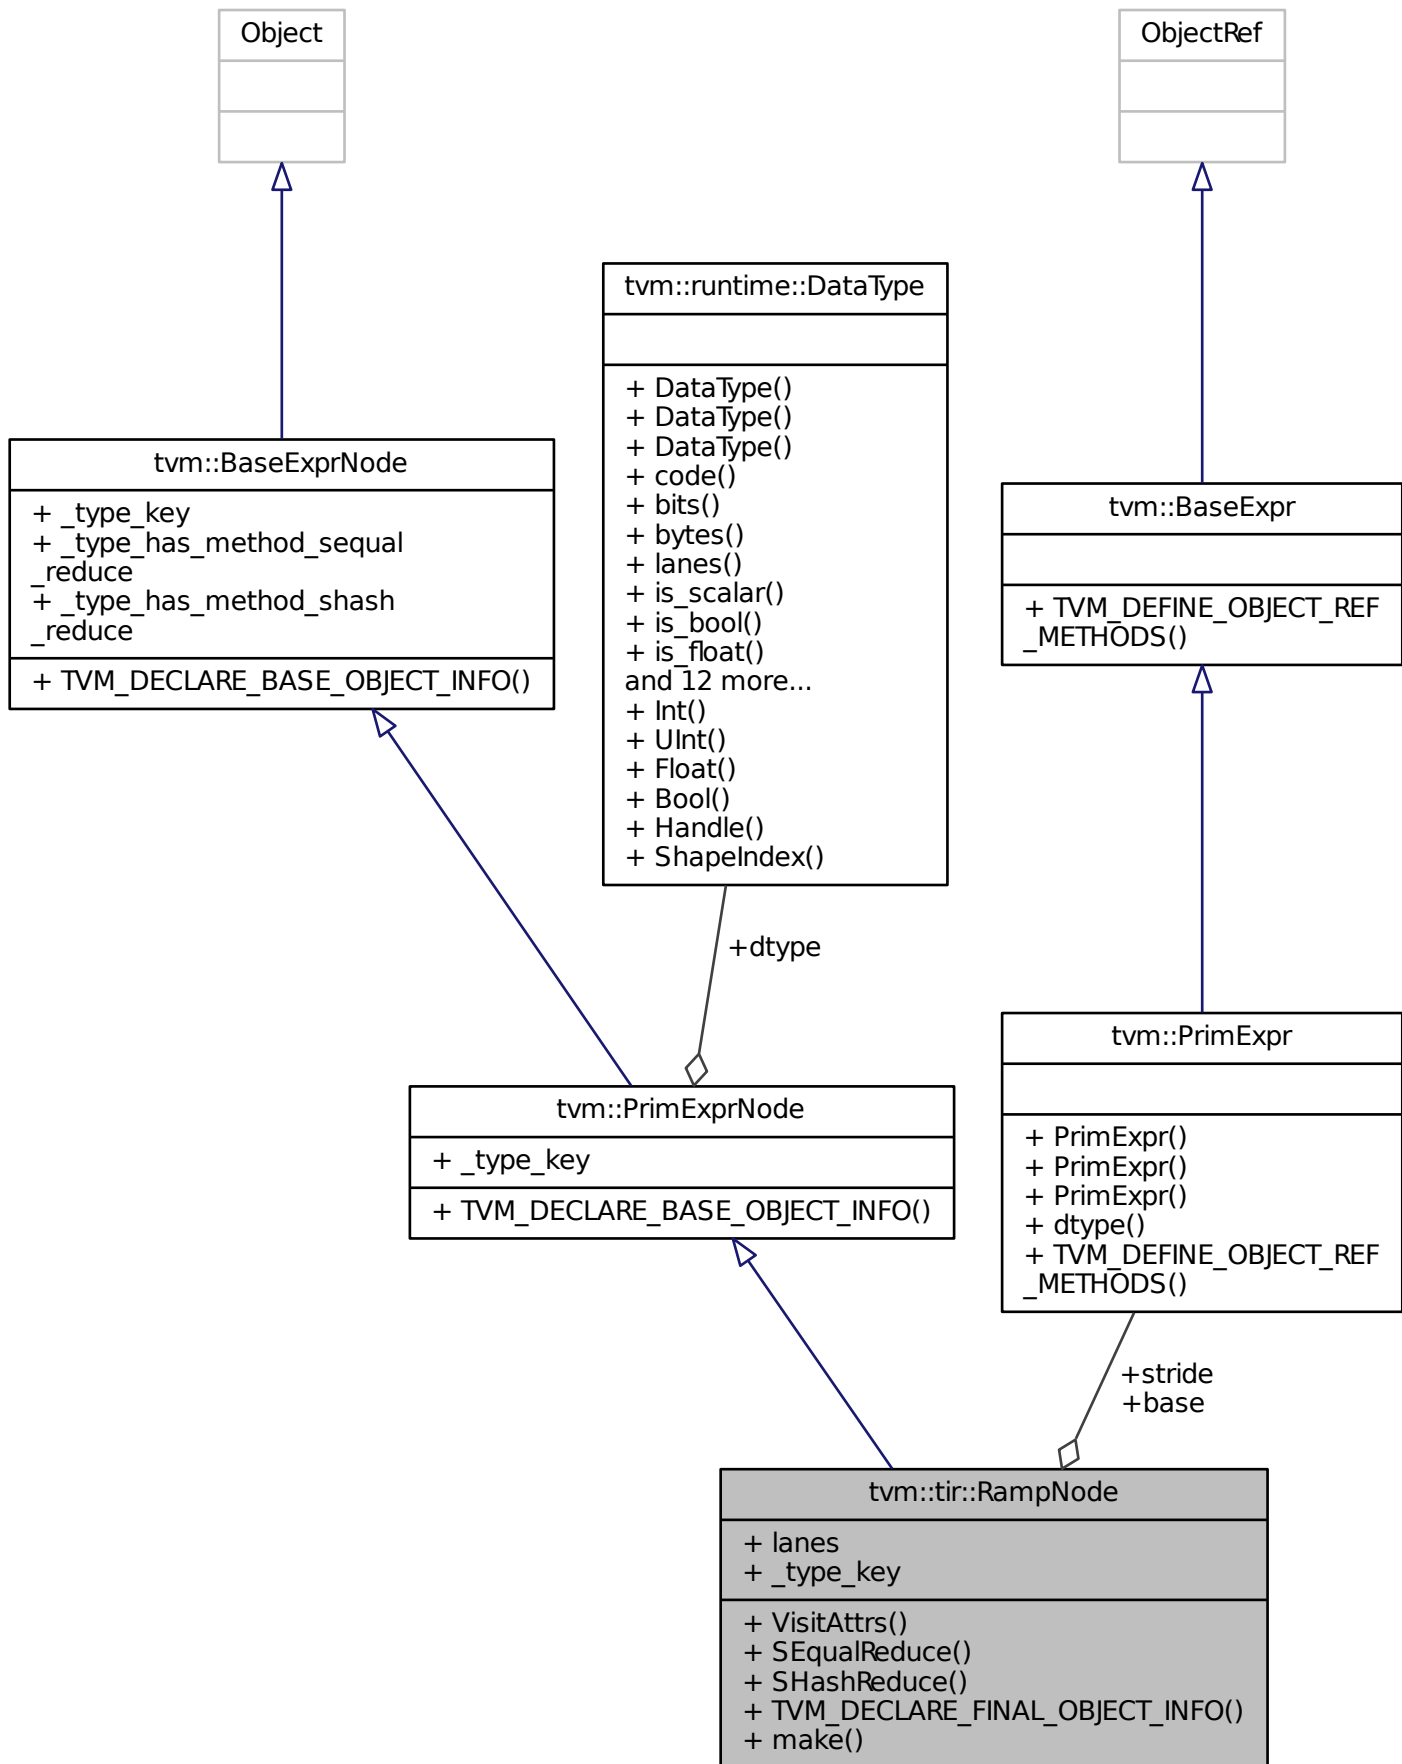 Object
ObjectRef
tvm::runtime::DataType
+ DataType()
+ DataType()
+ DataType()
+ code()
+ bits()
+ bytes()
+ lanes()
+ is_scalar()
+ is_bool()
+ is_float()
and 12 more...
+ Int()
+ UInt()
+ Float()
+ Bool()
+ Handle()
+ ShapeIndex()
tvm::BaseExprNode
+ _type_key
+ _type_has_method_sequal
_reduce
+ _type_has_method_shash
_reduce
+ TVM_DECLARE_BASE_OBJECT_INFO()
tvm::BaseExpr
+ TVM_DEFINE_OBJECT_REF
_METHODS()
+dtype
tvm::PrimExpr
+ PrimExpr()
+ PrimExpr()
+ PrimExpr()
+ dtype()
+ TVM_DEFINE_OBJECT_REF
_METHODS()
tvm::PrimExprNode
+ _type_key
+ TVM_DECLARE_BASE_OBJECT_INFO()
+stride
+base
tvm::tir::RampNode
+ lanes
+ _type_key
+ VisitAttrs()
+ SEqualReduce()
+ SHashReduce()
+ TVM_DECLARE_FINAL_OBJECT_INFO()
+ make()